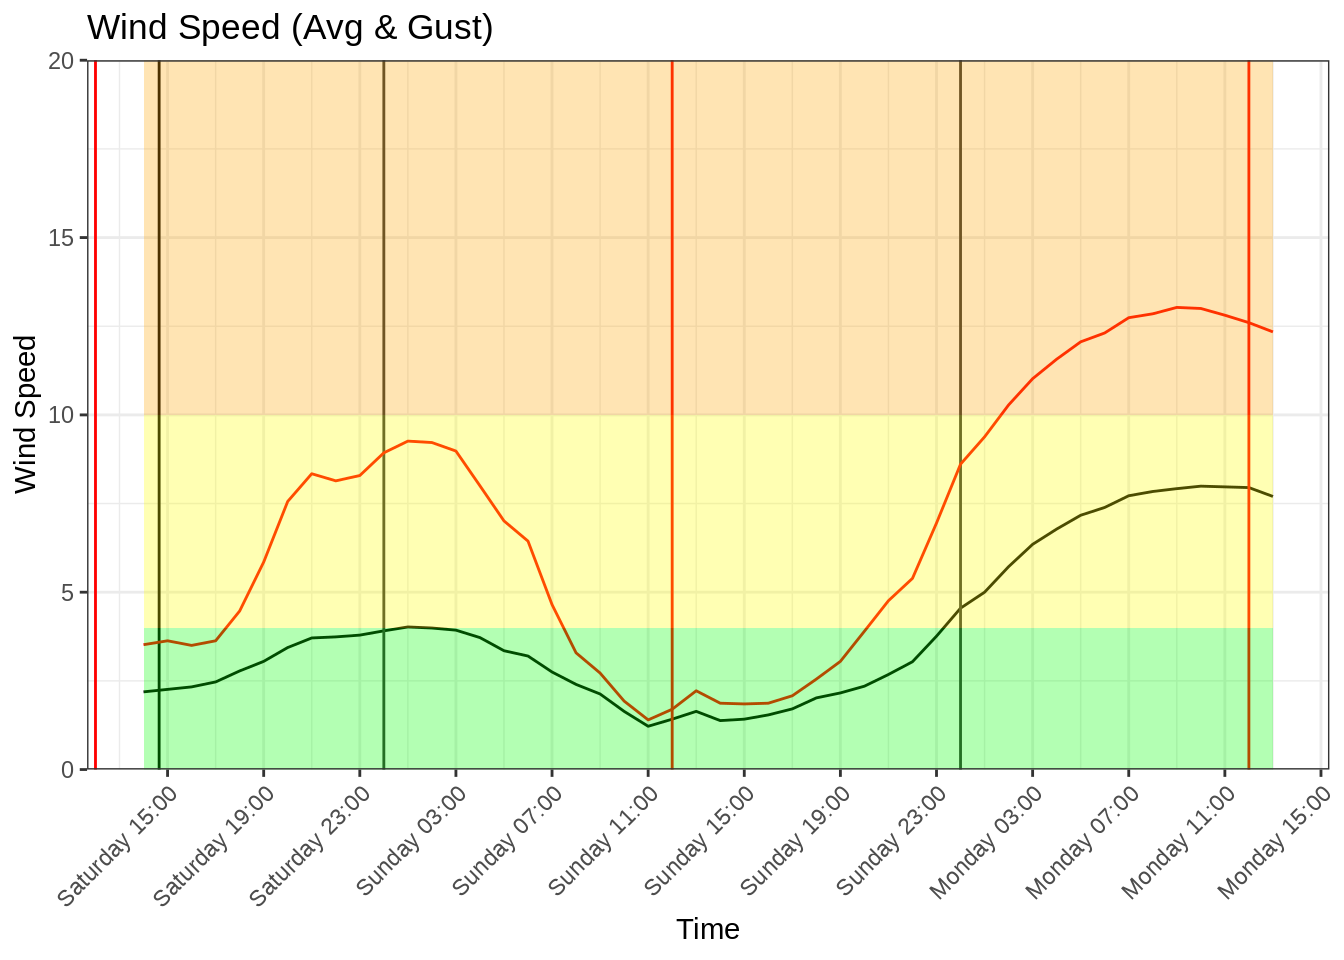 Wind Speed (Avg & Gust)
Wind Speed
20
15
10
5
0
Saturday 15:00
Saturday 19:00
Saturday 23:00
Sunday 03:00
Sunday 07:00
Sunday 11:00
Sunday 15:00
Sunday 19:00
Sunday 23:00
Monday 03:00
Monday 07:00
Monday 11:00
Monday 15:00
Time